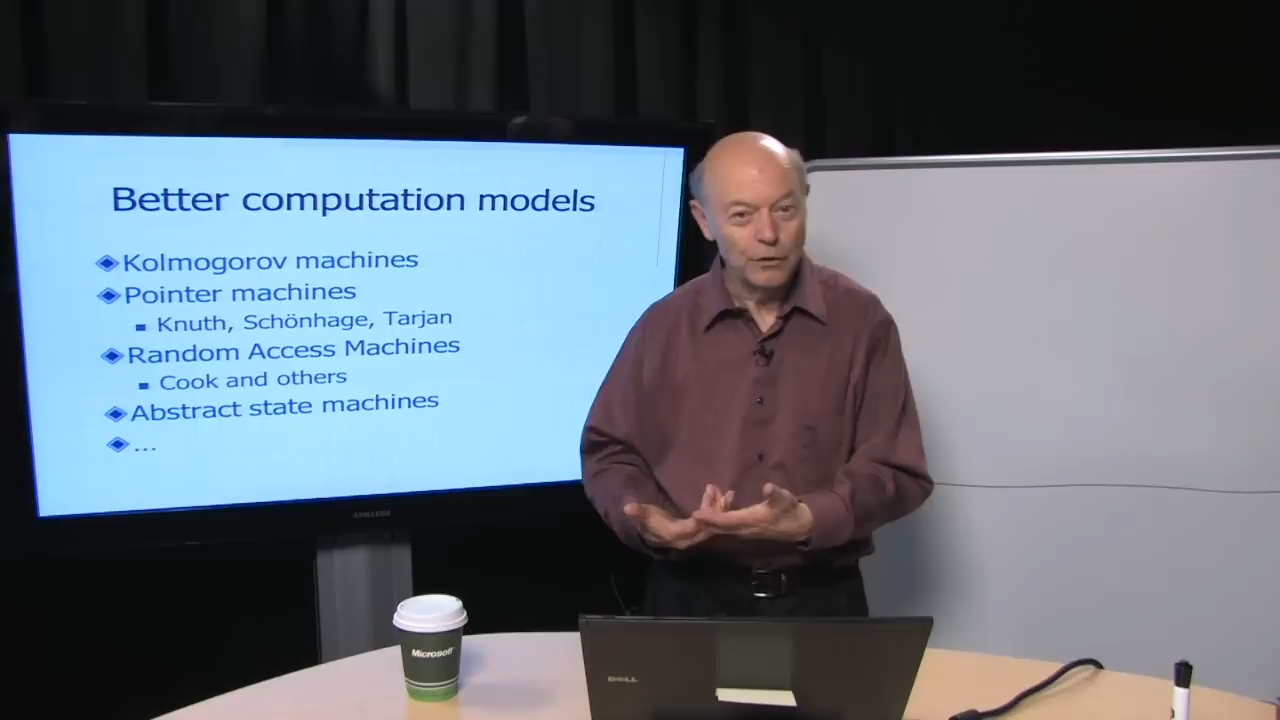 Better computation models
Kolmogorov machines
Pointer machines
Knuth, Schönhage, Tarjan
Random Access Machines
Cook and others
Abstract state machines
...
SAMSUNG
Microsoft
DELL